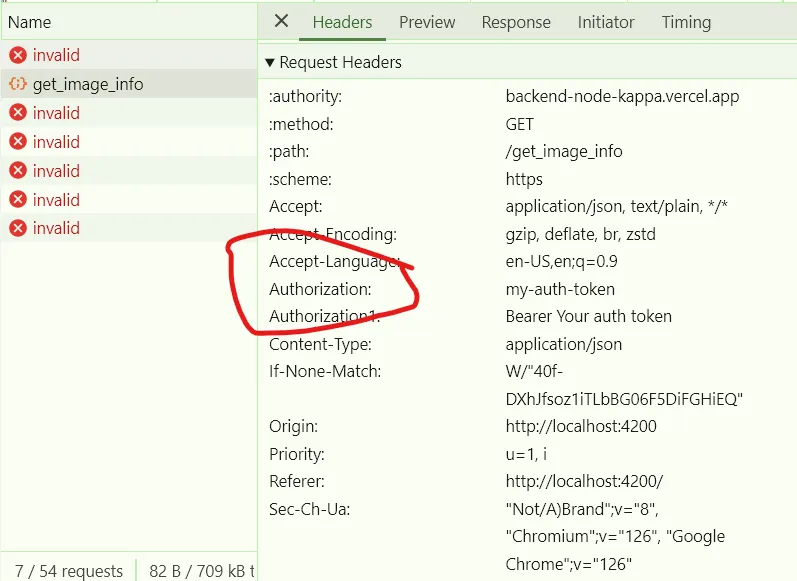 Name
Headers Preview Response Initiator Timing
invalid
Request Headers
get_image_info
:authority: backend-node-kappa.vercel.app
invalid
:method: GET
invalid
:path: /get_image_info
invalid
:scheme: https
invalid
Accept: application/json, text/plain, */*
invalid
Accept-Encoding: gzip, deflate, br, zstd
Accept-Language: en-US,en;q=0.9
Authorization: my-auth-token
Authorization1: Bearer Your auth token
Content-Type: application/json
If-None-Match: W/"40f-
DXhJfsoz1iTLbBG06F5DiFGHiEQ"
Origin: http://localhost:4200
Priority: u=1, i
Referer: http://localhost:4200/
Sec-Ch-Ua: "Not/A)Brand";v="8",
"Chromium";v="126", "Google
Chrome";v="126"
7 / 54 requests 82 B / 709 kB t